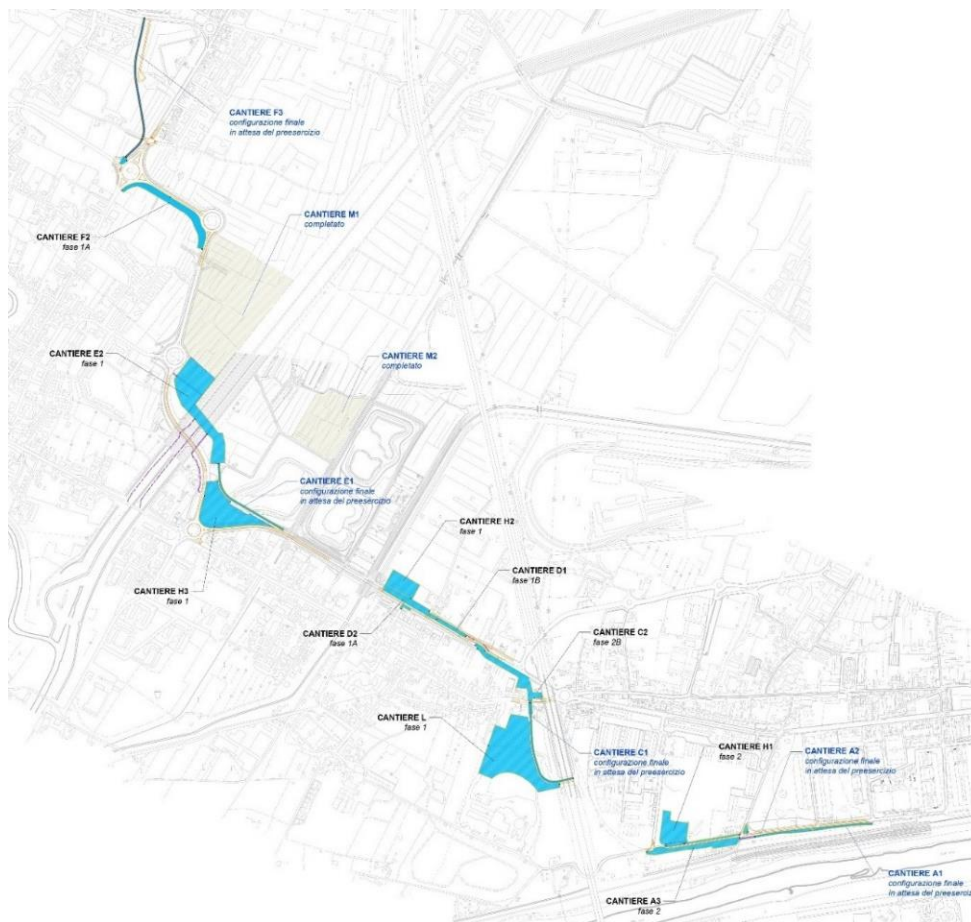 CANTIERE F3
configurazione finale
in attesa del preesercizio
CANTIERE M1
completato
CANTIERE F2
fase 1A
CANTIERE E2
fase 1
CANTIERE M2
completato
CANTIERE E1
configurazione finale
in attesa del preesercizio
CANTIERE H2
fase 1
CANTIERE D1
fase 1B
CANTIERE H3
fase 1
CANTIERE D2
fase 1A
CANTIERE C2
fase 2B
CANTIERE L
fase 1
CANTIERE C1
configurazione finale
in attesa del preesercizio
CANTIERE H1
fase 2
CANTIERE A2
configurazione finale
in attesa del preesercizio
CANTIERE A1
configurazione finale
in attesa del preeserciz
CANTIERE A3
fase 2